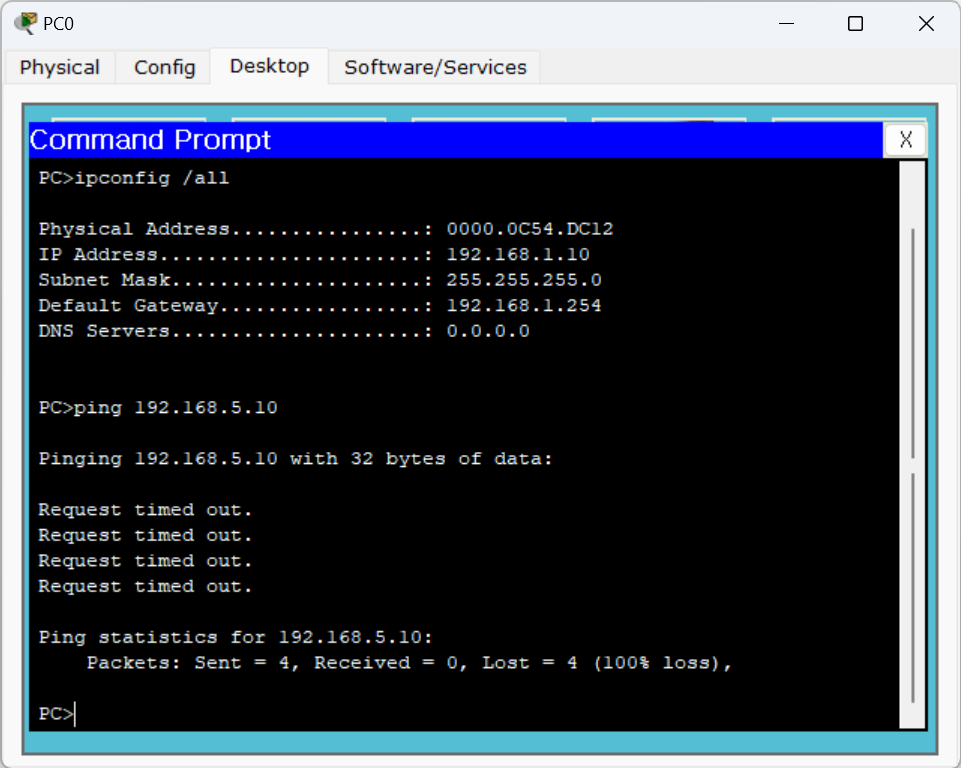 PC0
Physical Config Desktop Software/Services
Command Prompt X
PC>ipconfig /all
Physical Address................: 0000.0C54.DC12
IP Address......................: 192.168.1.10
Subnet Mask.....................: 255.255.255.0
Default Gateway.................: 192.168.1.254
DNS Servers.....................: 0.0.0.0
PC>ping 192.168.5.10
Pinging 192.168.5.10 with 32 bytes of data:
Request timed out.
Request timed out.
Request timed out.
Request timed out.
Ping statistics for 192.168.5.10:
    Packets: Sent = 4, Received = 0, Lost = 4 (100% loss),
PC>